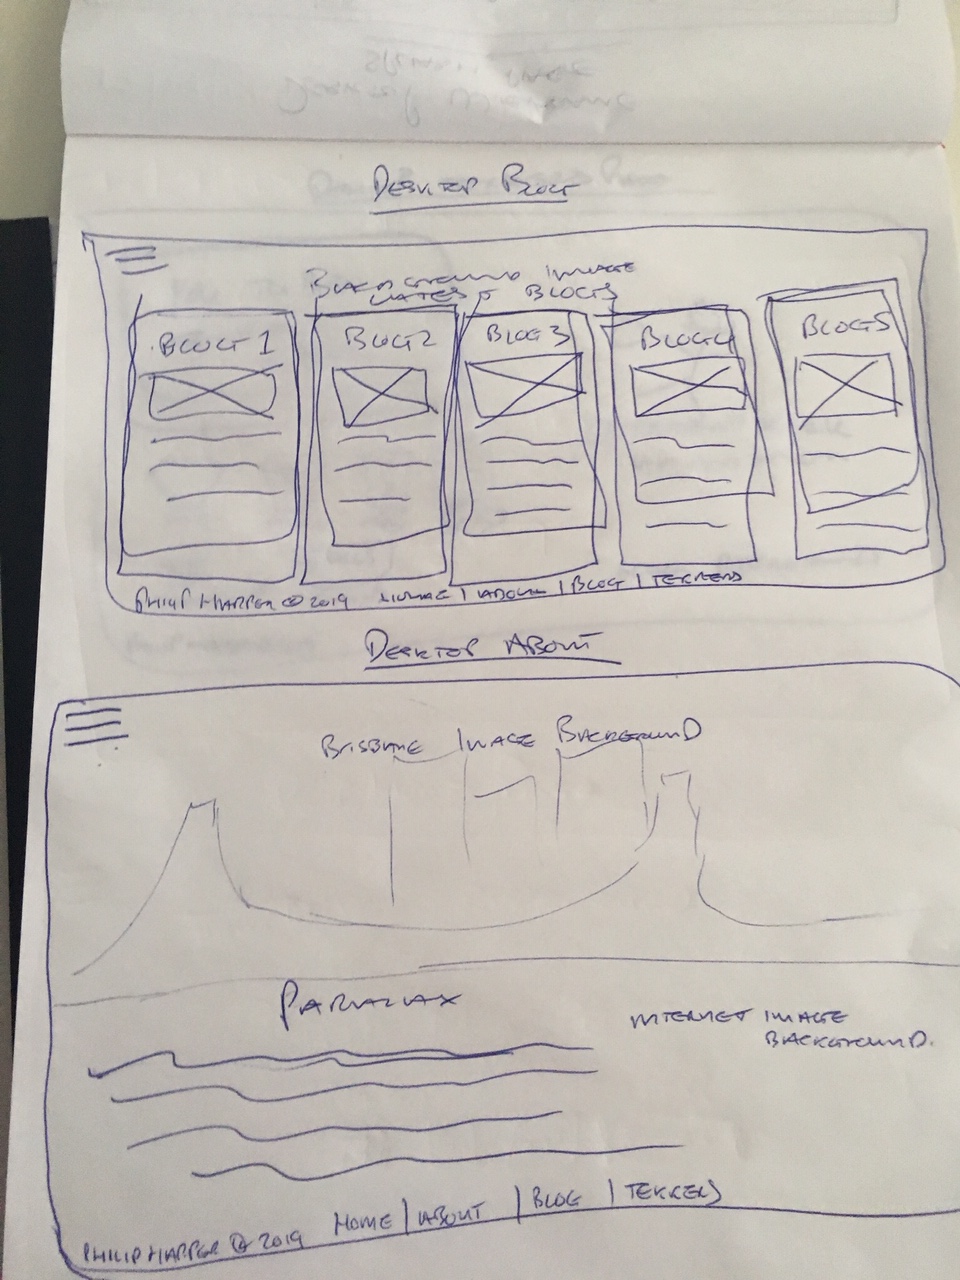 DESKTOP BLOG
BACKGROUND IMAGE
LATEST BLOGS
BLOG 1 BLOG2 BLOG3 BLOG4 BLOG5
PHILIP HARPER © 2019 HOME | ABOUT | BLOG | TEKKERS
DESKTOP ABOUT
BRISBANE IMAGE BACKGROUND
PARALLAX
INTERNET IMAGE
BACKGROUND.
HOME | ABOUT | BLOG | TEKKERS
PHILIP HARPER © 2019